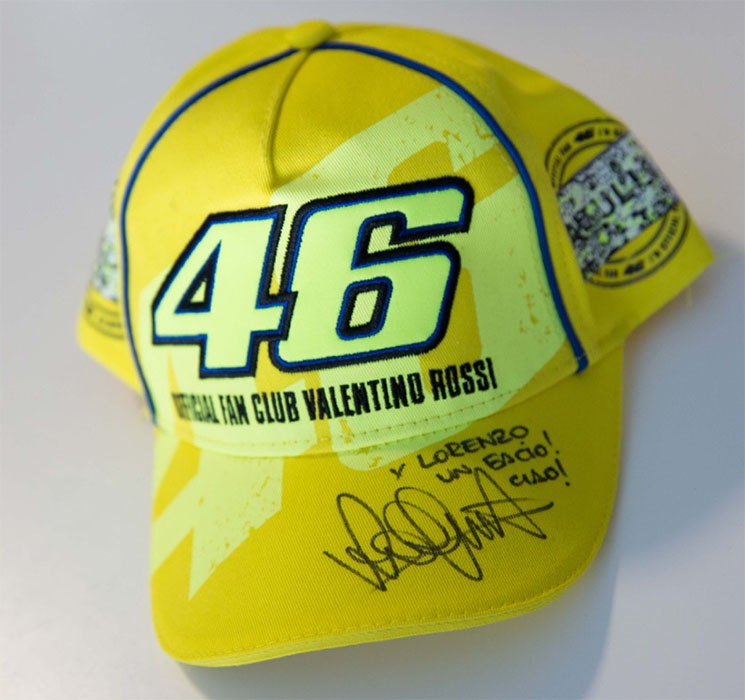 46
OFFICIAL FAN CLUB VALENTINO ROSSI
x LORENZO
UN BACIO!
CIAO!